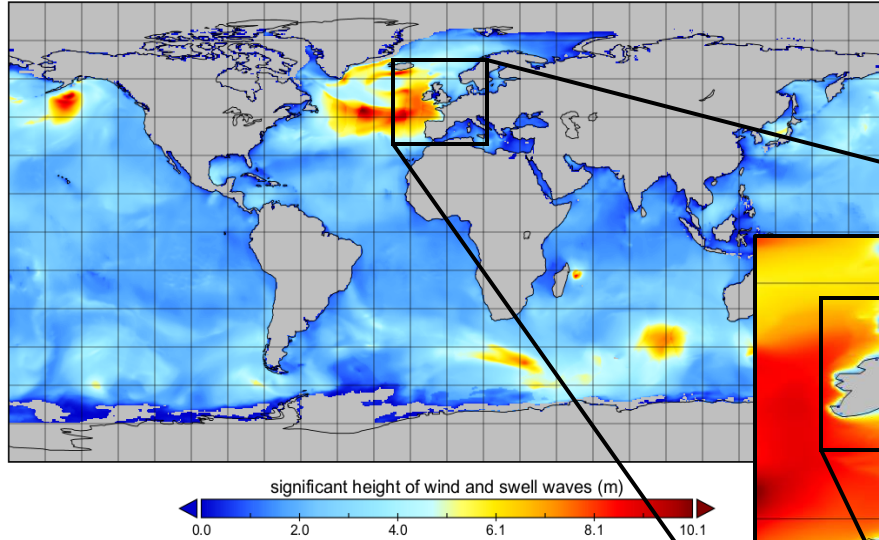 significant height of wind and swell waves (m)
0.0 2.0 4.0 6.1 8.1 10.1